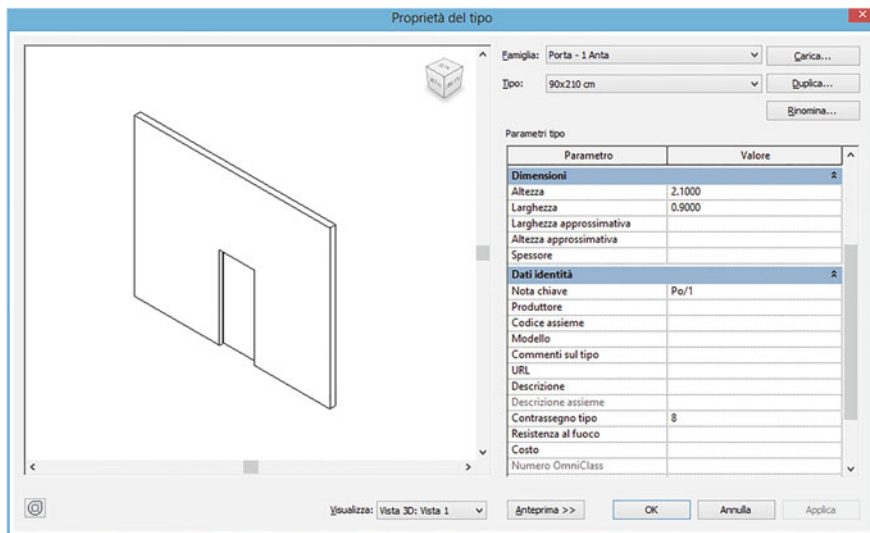 Proprietà del tipo
Famiglia: Porta - 1 Anta Carica...
Tipo: 90x210 cm Duplica...
Rinomina...
Parametri tipo
Parametro Valore
Dimensioni
Altezza 2.1000
Larghezza 0.9000
Larghezza approssimativa
Altezza approssimativa
Spessore
Dati identità
Nota chiave Po/1
Produttore
Codice assieme
Modello
Commenti sul tipo
URL
Descrizione
Descrizione assieme
Contrassegno tipo 8
Resistenza al fuoco
Costo
Numero OmniClass
Visualizza: Vista 3D: Vista 1 Anteprima >> OK Annulla Applica